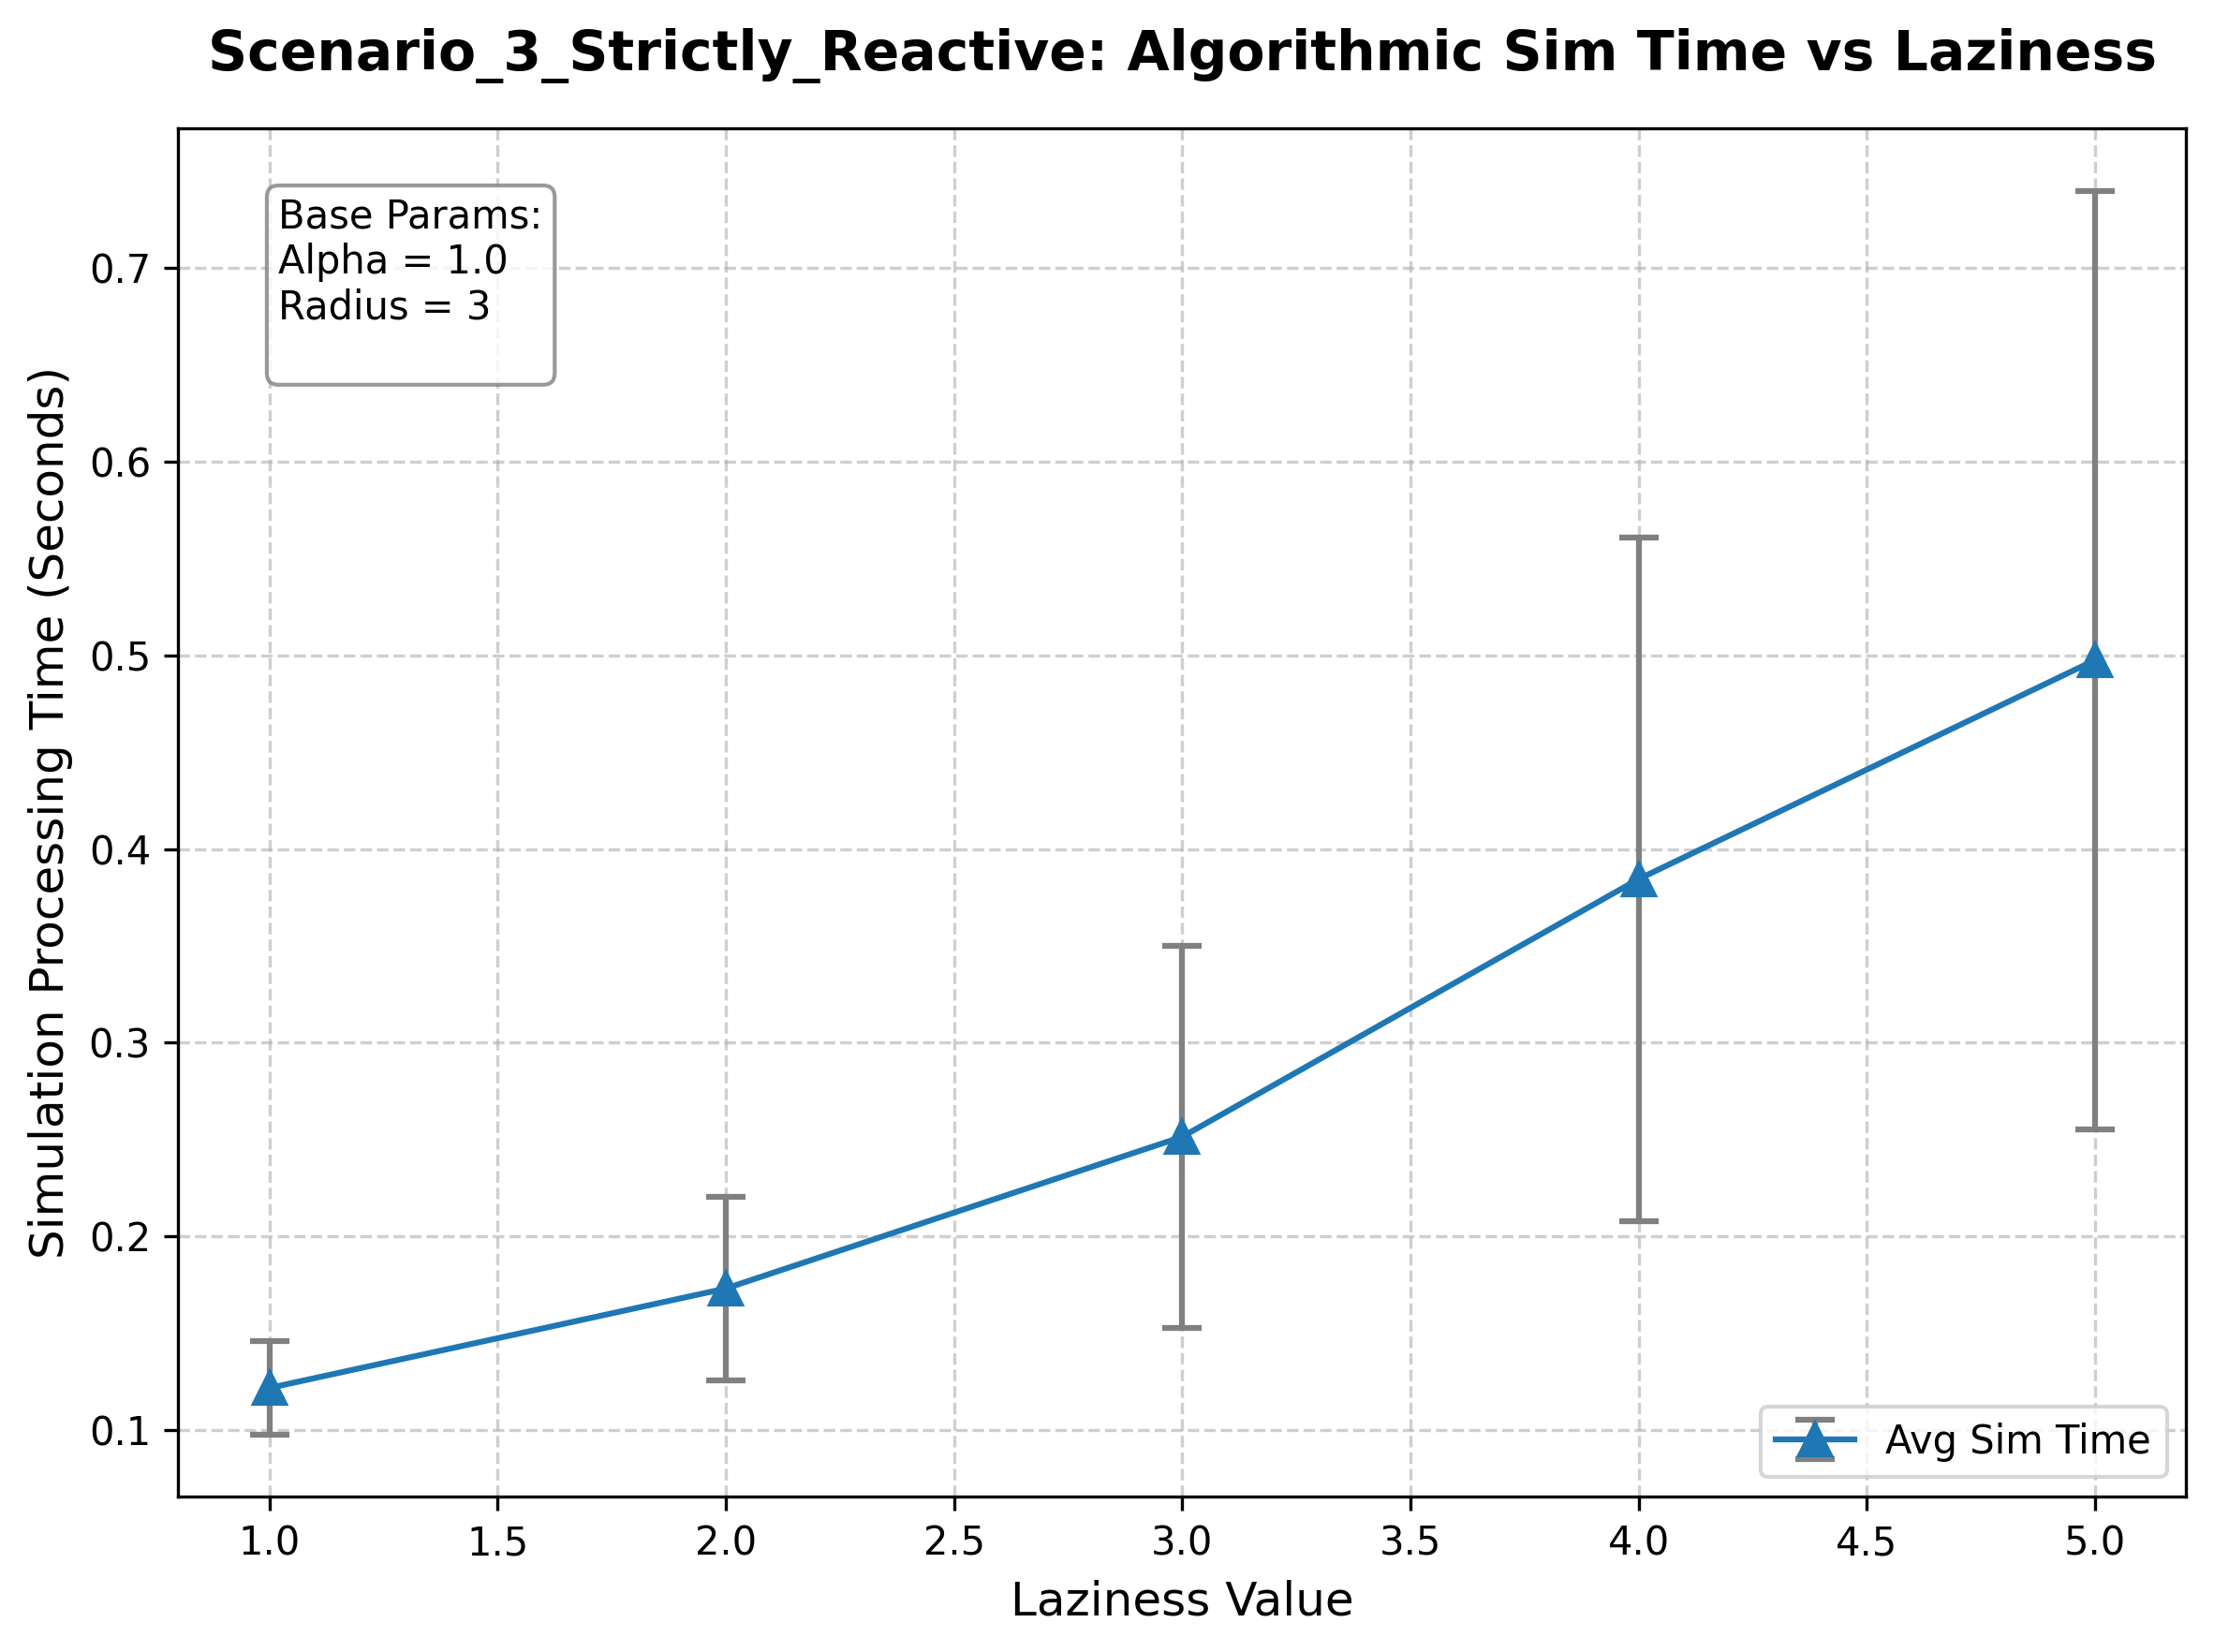 Scenario_3_Strictly_Reactive: Algorithmic Sim Time vs Laziness
Base Params:
Alpha = 1.0
Radius = 3
Simulation Processing Time (Seconds)
0.7
0.6
0.5
0.4
0.3
0.2
0.1
Avg Sim Time
1.0 1.5 2.0 2.5 3.0 3.5 4.0 4.5 5.0
Laziness Value